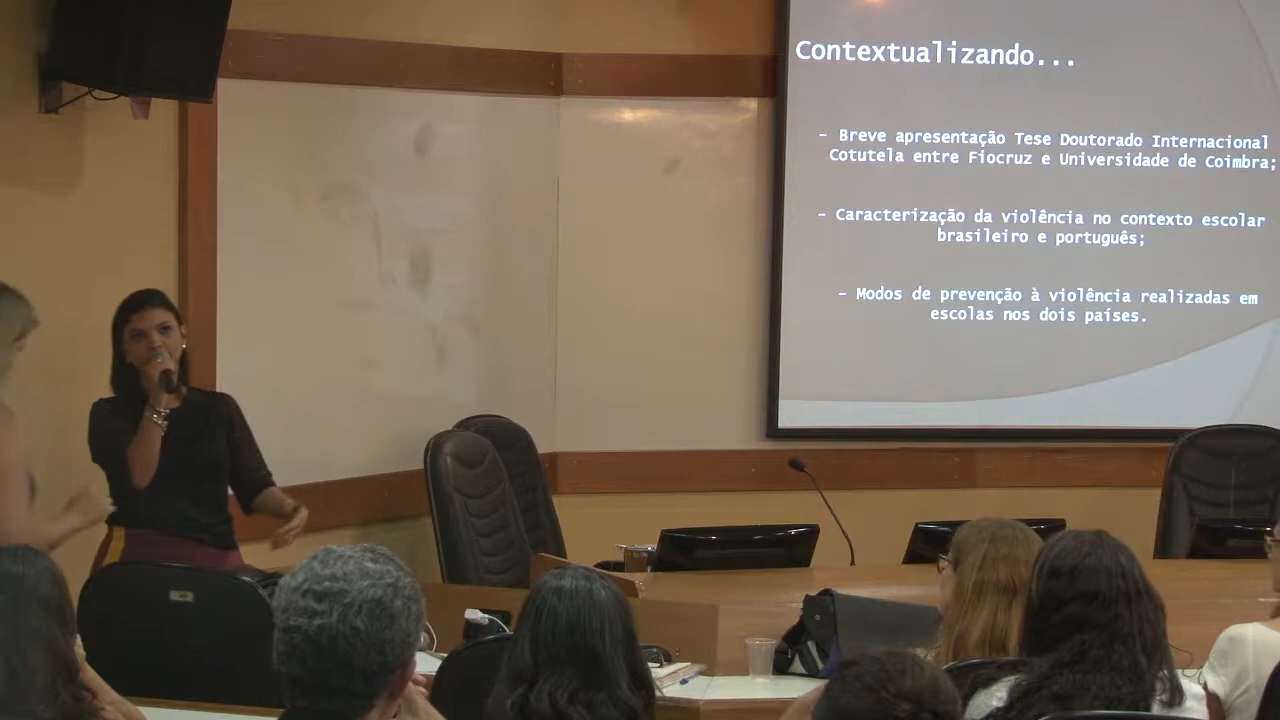 Contextualizando...
- Breve apresentação Tese Doutorado Internacional
Cotutela entre Fiocruz e Universidade de Coimbra;
- Caracterização da violência no contexto escolar
brasileiro e português;
- Modos de prevenção à violência realizadas em
escolas nos dois países.